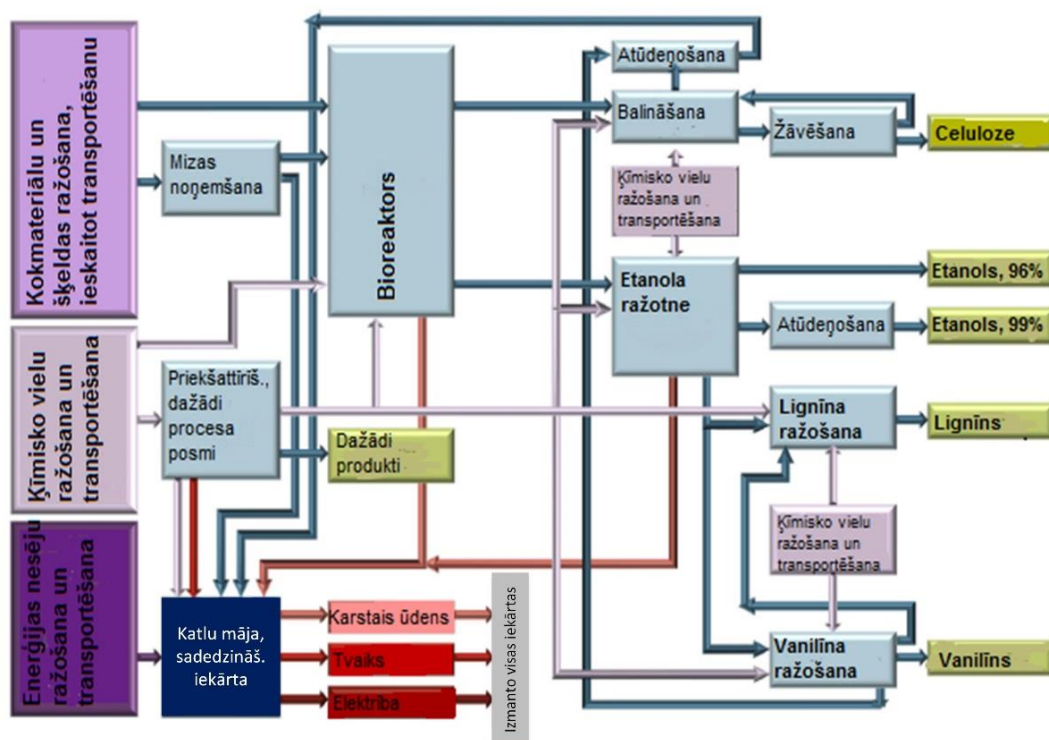 Kokmateriālu un
šķeldas ražošana,
ieskaitot transportēšanu
Ķīmisko vielu
ražošana un
transportēšana
Enerģijas nesēju
ražošana un
transportēšana
Mizas
noņemšana
Priekšattīrīš.,
dažādi
procesa
posmi
Dažādi
produkti
Katlu māja,
sadedzināš.
iekārta
Karstais ūdens
Tvaiks
Elektrība
Izmanto visas iekārtas
Bioreaktors
Atūdeņošana
Balināšana
Žāvēšana
Celuloze
Ķīmisko vielu
ražošana un
transportēšana
Etanola
ražotne
Etanols, 96%
Atūdeņošana
Etanols, 99%
Lignīna
ražošana
Lignīns
Ķīmisko vielu
ražošana un
transportēšana
Vanilīna
ražošana
Vanilīns